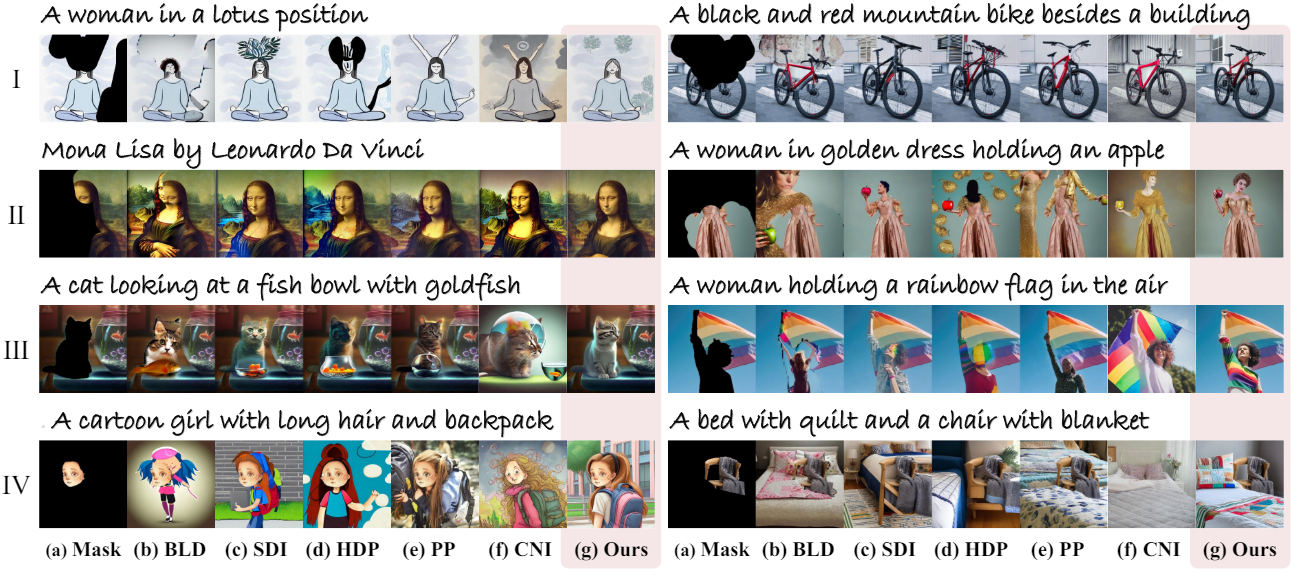 A woman in a lotus position
A black and red mountain bike besides a building
I
Mona Lisa by Leonardo Da Vinci
A woman in golden dress holding an apple
II
A cat looking at a fish bowl with goldfish
A woman holding a rainbow flag in the air
III
A cartoon girl with long hair and backpack
A bed with quilt and a chair with blanket
IV
(a) Mask (b) BLD (c) SDI (d) HDP (e) PP (f) CNI (g) Ours
(a) Mask (b) BLD (c) SDI (d) HDP (e) PP (f) CNI (g) Ours